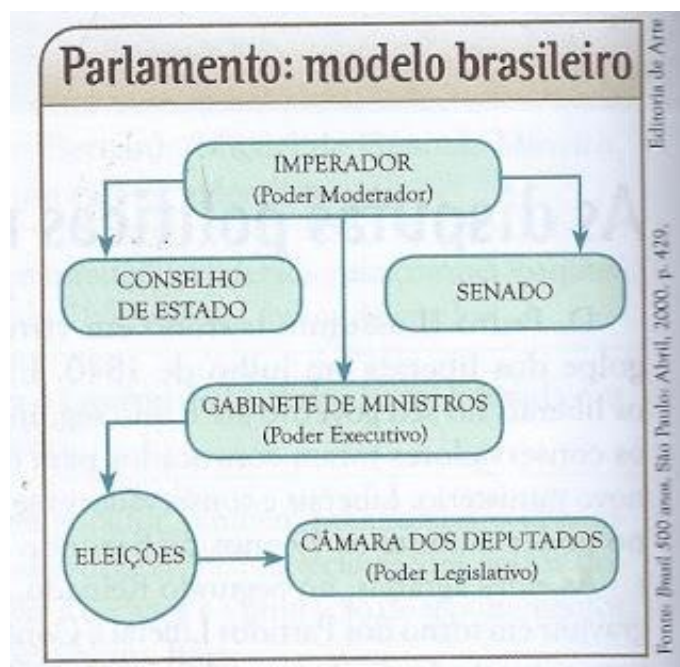 Parlamento: modelo brasileiro
IMPERADOR
(Poder Moderador)
CONSELHO
DE ESTADO
SENADO
GABINETE DE MINISTROS
(Poder Executivo)
ELEIÇÕES
CÂMARA DOS DEPUTADOS
(Poder Legislativo)
Fonte: Brasil 500 anos, São Paulo: Abril, 2000. p. 429.
Editoria de Arte